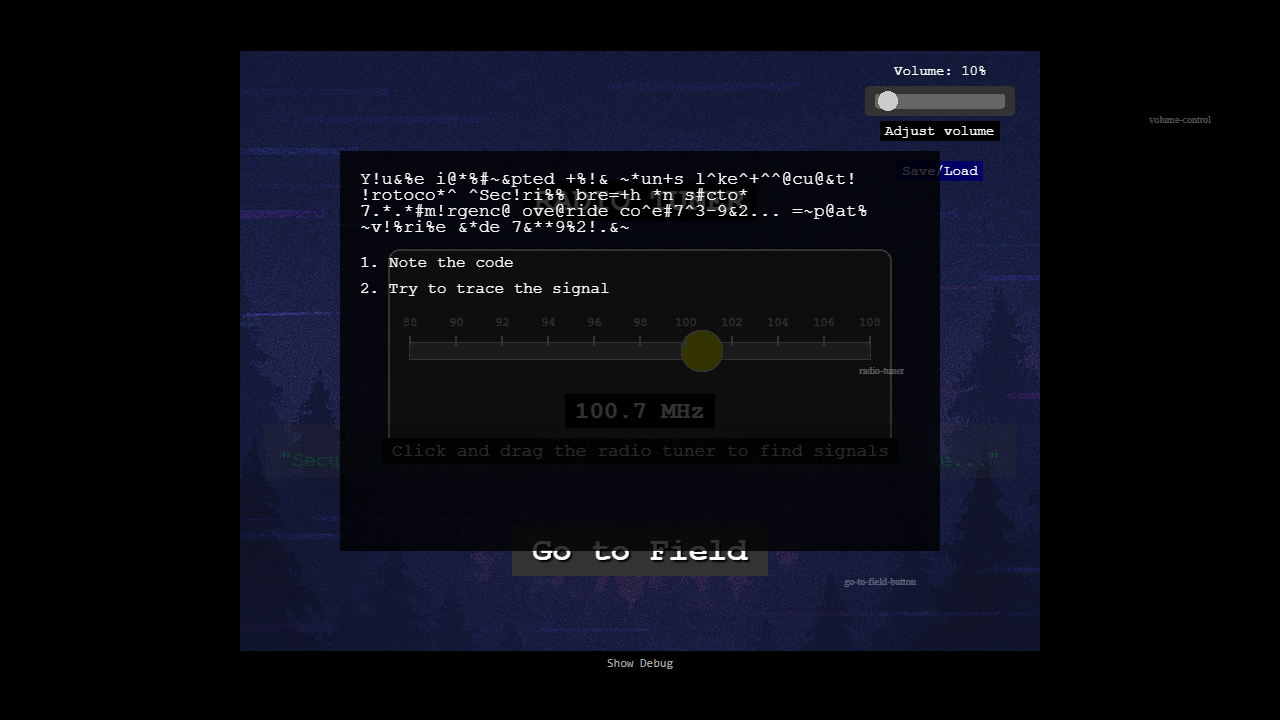 Volume: 10%
Adjust volume
volume-control
Save/Load
RADIO TUNER
Y!u&%e i@*%#~&pted +%!& ~*un+s l^ke^+^^@cu@&t!
!rotoco*^ ^Sec!ri%% bre=+h *n s#cto*
7.*.*#m!rgenc@ ove@ride co^e#7^3-9&2... =~p@at%
~v!%ri%e &*de 7&**9%2!.&~
1. Note the code
2. Try to trace the signal
88 90 92 94 96 98 100 102 104 106 108
radio-tuner
100.7 MHz
Click and drag the radio tuner to find signals
"Secu
e..."
Go to Field
go-to-field-button
Show Debug